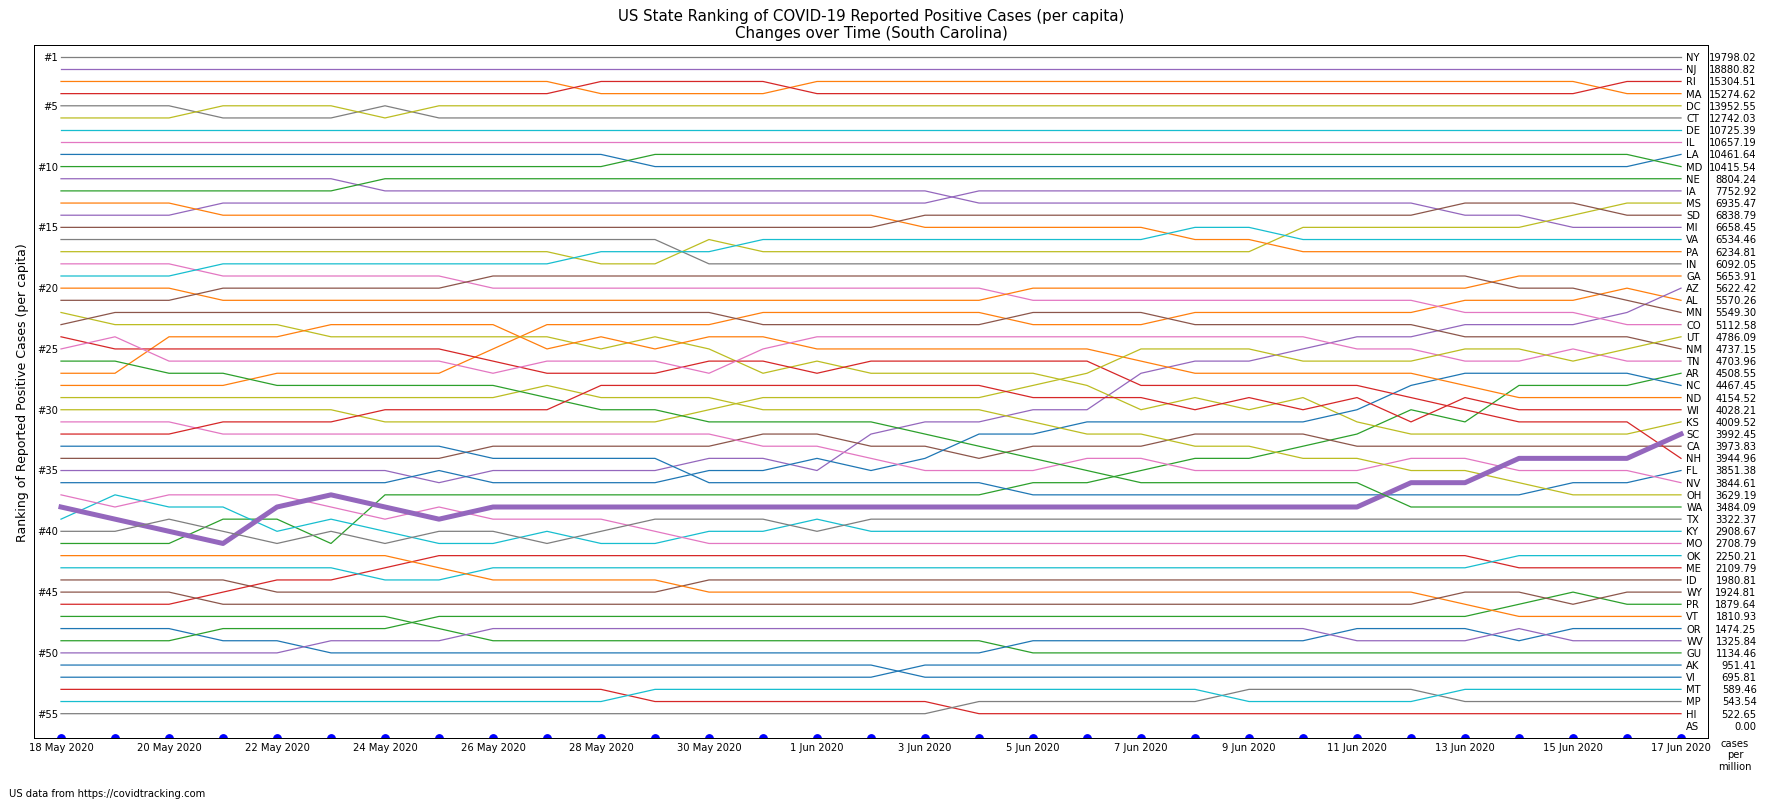 US State Ranking of COVID-19 Reported Positive Cases (per capita)
Changes over Time (South Carolina)
Ranking of Reported Positive Cases (per capita)
#1
#5
#10
#15
#20
#25
#30
#35
#40
#45
#50
#55
NY 19798.02
NJ 18880.82
RI 15304.51
MA 15274.62
DC 13952.55
CT 12742.03
DE 10725.39
IL 10657.19
LA 10461.64
MD 10415.54
NE 8804.24
IA 7752.92
MS 6935.47
SD 6838.79
MI 6658.45
VA 6534.46
PA 6234.81
IN 6092.05
GA 5653.91
AZ 5622.42
AL 5570.26
MN 5549.30
CO 5112.58
UT 4786.09
NM 4737.15
TN 4703.96
AR 4508.55
NC 4467.45
ND 4154.52
WI 4028.21
KS 4009.52
SC 3992.45
CA 3973.83
NH 3944.96
FL 3851.38
NV 3844.61
OH 3629.19
WA 3484.09
TX 3322.37
KY 2908.67
MO 2708.79
OK 2250.21
ME 2109.79
ID 1980.81
WY 1924.81
PR 1879.64
VT 1810.93
OR 1474.25
WV 1325.84
GU 1134.46
AK 951.41
VI 695.81
MT 589.46
MP 543.54
HI 522.65
AS 0.00
18 May 2020 20 May 2020 22 May 2020 24 May 2020 26 May 2020 28 May 2020 30 May 2020 1 Jun 2020 3 Jun 2020 5 Jun 2020 7 Jun 2020 9 Jun 2020 11 Jun 2020 13 Jun 2020 15 Jun 2020 17 Jun 2020
cases
per
million
US data from https://covidtracking.com